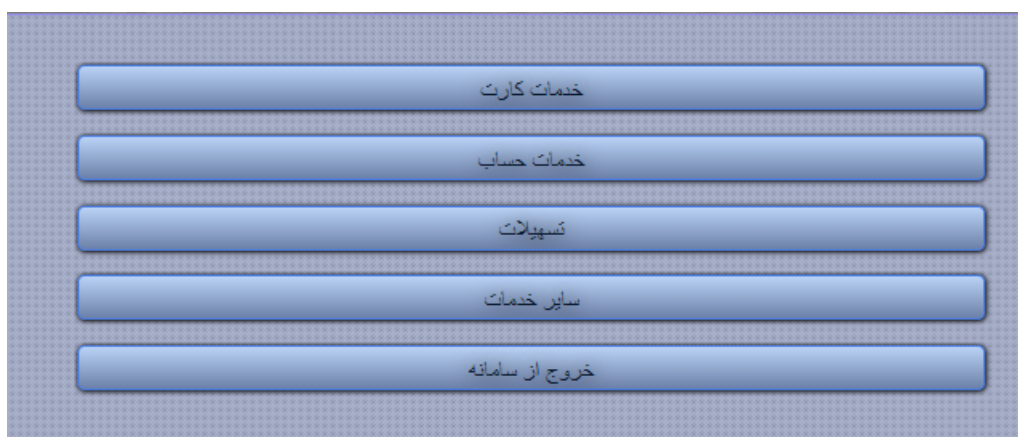 خدمات کارت
خدمات حساب
تسهیلات
سایر خدمات
خروج از سامانه